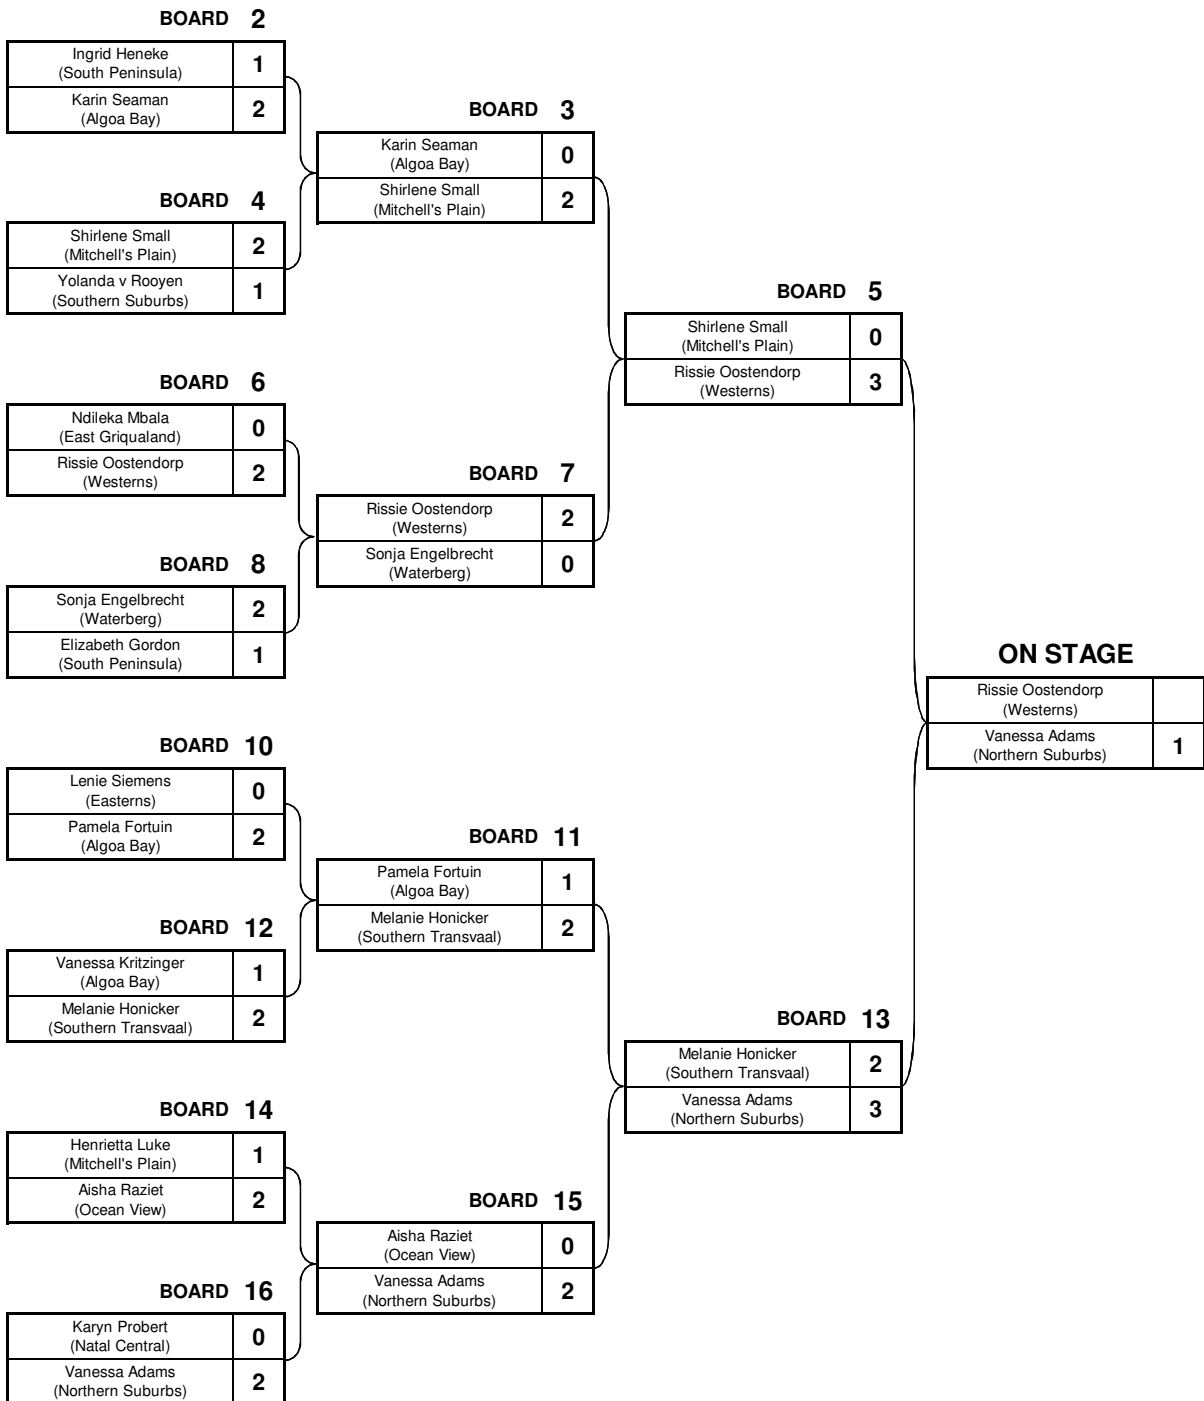 BOARD 2
Ingrid Heneke
(South Peninsula)
1
Karin Seaman
(Algoa Bay)
2
BOARD 4
Shirlene Small
(Mitchell's Plain)
2
Yolanda v Rooyen
(Southern Suburbs)
1
BOARD 6
Ndileka Mbala
(East Griqualand)
0
Rissie Oostendorp
(Westerns)
2
BOARD 8
Sonja Engelbrecht
(Waterberg)
2
Elizabeth Gordon
(South Peninsula)
1
BOARD 10
Lenie Siemens
(Easterns)
0
Pamela Fortuin
(Algoa Bay)
2
BOARD 12
Vanessa Kritzinger
(Algoa Bay)
1
Melanie Honicker
(Southern Transvaal)
2
BOARD 14
Henrietta Luke
(Mitchell's Plain)
1
Aisha Raziet
(Ocean View)
2
BOARD 16
Karyn Probert
(Natal Central)
0
Vanessa Adams
(Northern Suburbs)
2
BOARD 3
Karin Seaman
(Algoa Bay)
0
Shirlene Small
(Mitchell's Plain)
2
BOARD 7
Rissie Oostendorp
(Westerns)
2
Sonja Engelbrecht
(Waterberg)
0
BOARD 11
Pamela Fortuin
(Algoa Bay)
1
Melanie Honicker
(Southern Transvaal)
2
BOARD 15
Aisha Raziet
(Ocean View)
0
Vanessa Adams
(Northern Suburbs)
2
BOARD 5
Shirlene Small
(Mitchell's Plain)
0
Rissie Oostendorp
(Westerns)
3
BOARD 13
Melanie Honicker
(Southern Transvaal)
2
Vanessa Adams
(Northern Suburbs)
3
ON STAGE
Rissie Oostendorp
(Westerns)
Vanessa Adams
(Northern Suburbs)
1